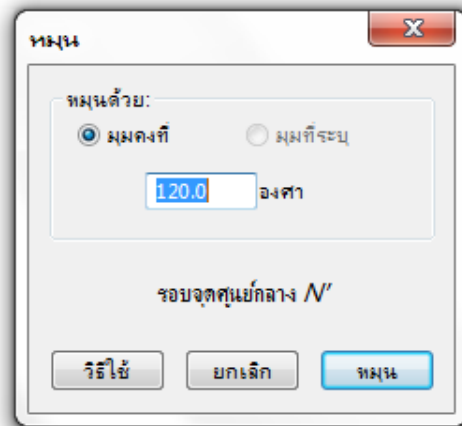 หมุน
หมุนด้วย:
มุมคงที่ มุมที่ระบุ
120.0 องศา
รอบจุดศูนย์กลาง N'
วิธีใช้ ยกเลิก หมุน